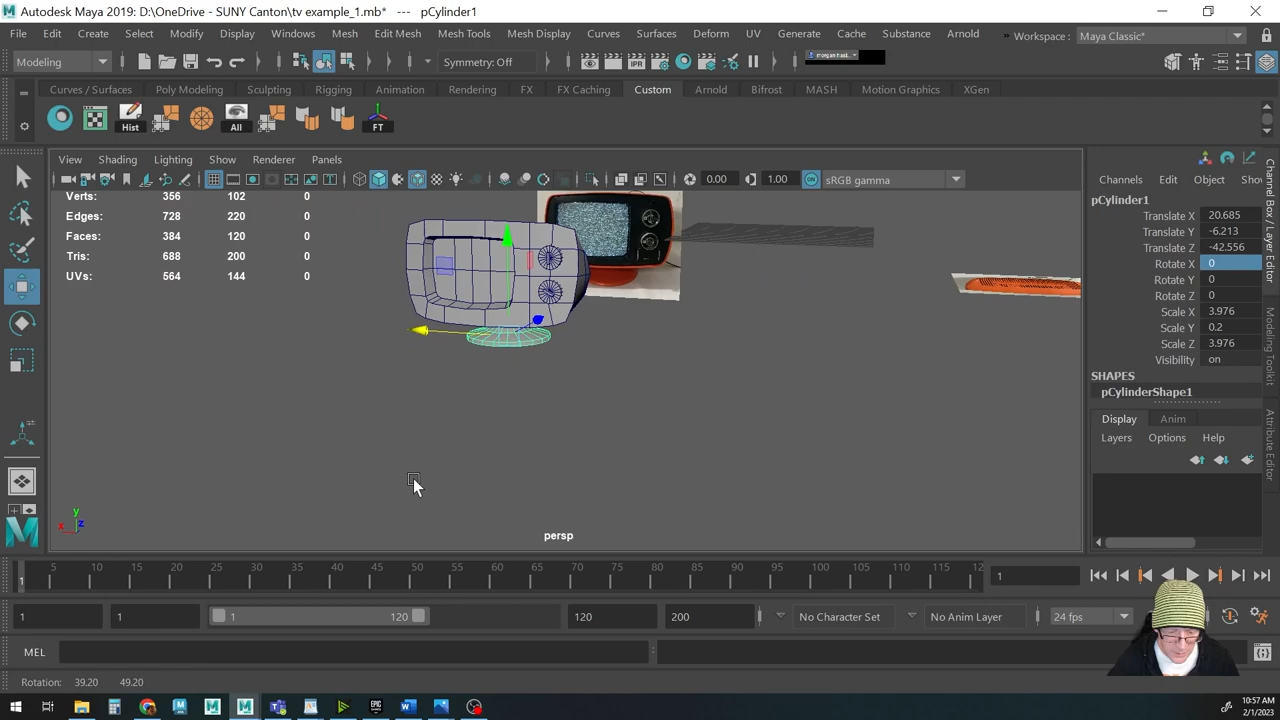 Autodesk Maya 2019: D:\OneDrive - SUNY Canton\tv example_1.mb*   ---   pCylinder1
File Edit Create Select Modify Display Windows Mesh Edit Mesh Mesh Tools Mesh Display Curves Surfaces Deform UV Generate Cache Substance Arnold » Workspace : Maya Classic*
Modeling Symmetry: Off IPR
Curves / Surfaces Poly Modeling Sculpting Rigging Animation Rendering FX FX Caching Custom Arnold Bifrost MASH Motion Graphics XGen
Hist All FT
View Shading Lighting Show Renderer Panels
0.00 1.00 ON sRGB gamma
Channels Edit Object Show
Verts: 356 102 0
Edges: 728 220 0
Faces: 384 120 0
Tris: 688 200 0
UVs: 564 144 0
pCylinder1
Translate X 20.685
Translate Y -6.213
Translate Z -42.556
Rotate X 0
Rotate Y 0
Rotate Z 0
Scale X 3.976
Scale Y 0.2
Scale Z 3.976
Visibility on
SHAPES
pCylinderShape1
Display Anim
Layers Options Help
Channel Box / Layer Editor
Modeling Toolkit
Attribute Editor
y
x z
persp
1 5 10 15 20 25 30 35 40 45 50 55 60 65 70 75 80 85 90 95 100 105 110 115 12
1
1 1 1 120 120 200 No Character Set No Anim Layer 24 fps
MEL
Rotation: 39.20 49.20
10:57 AM
2/1/2023